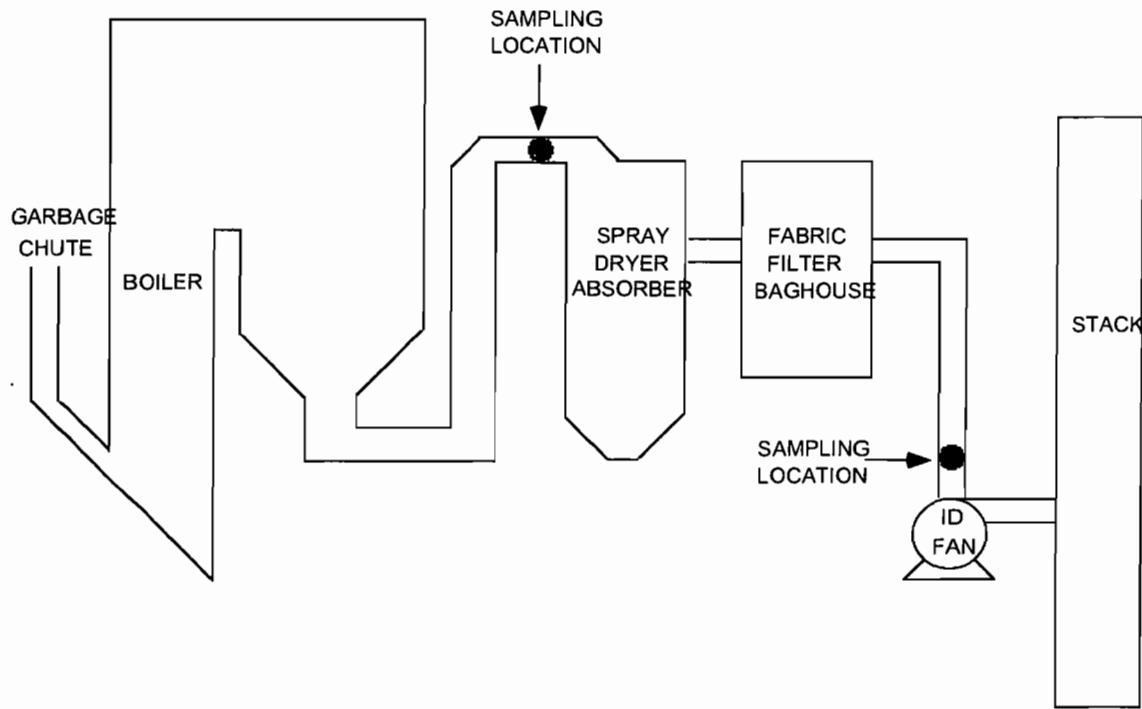 SAMPLING
LOCATION
GARBAGE
CHUTE
BOILER
SPRAY
DRYER
ABSORBER
FABRIC
FILTER
BAGHOUSE
STACK
SAMPLING
LOCATION
ID
FAN